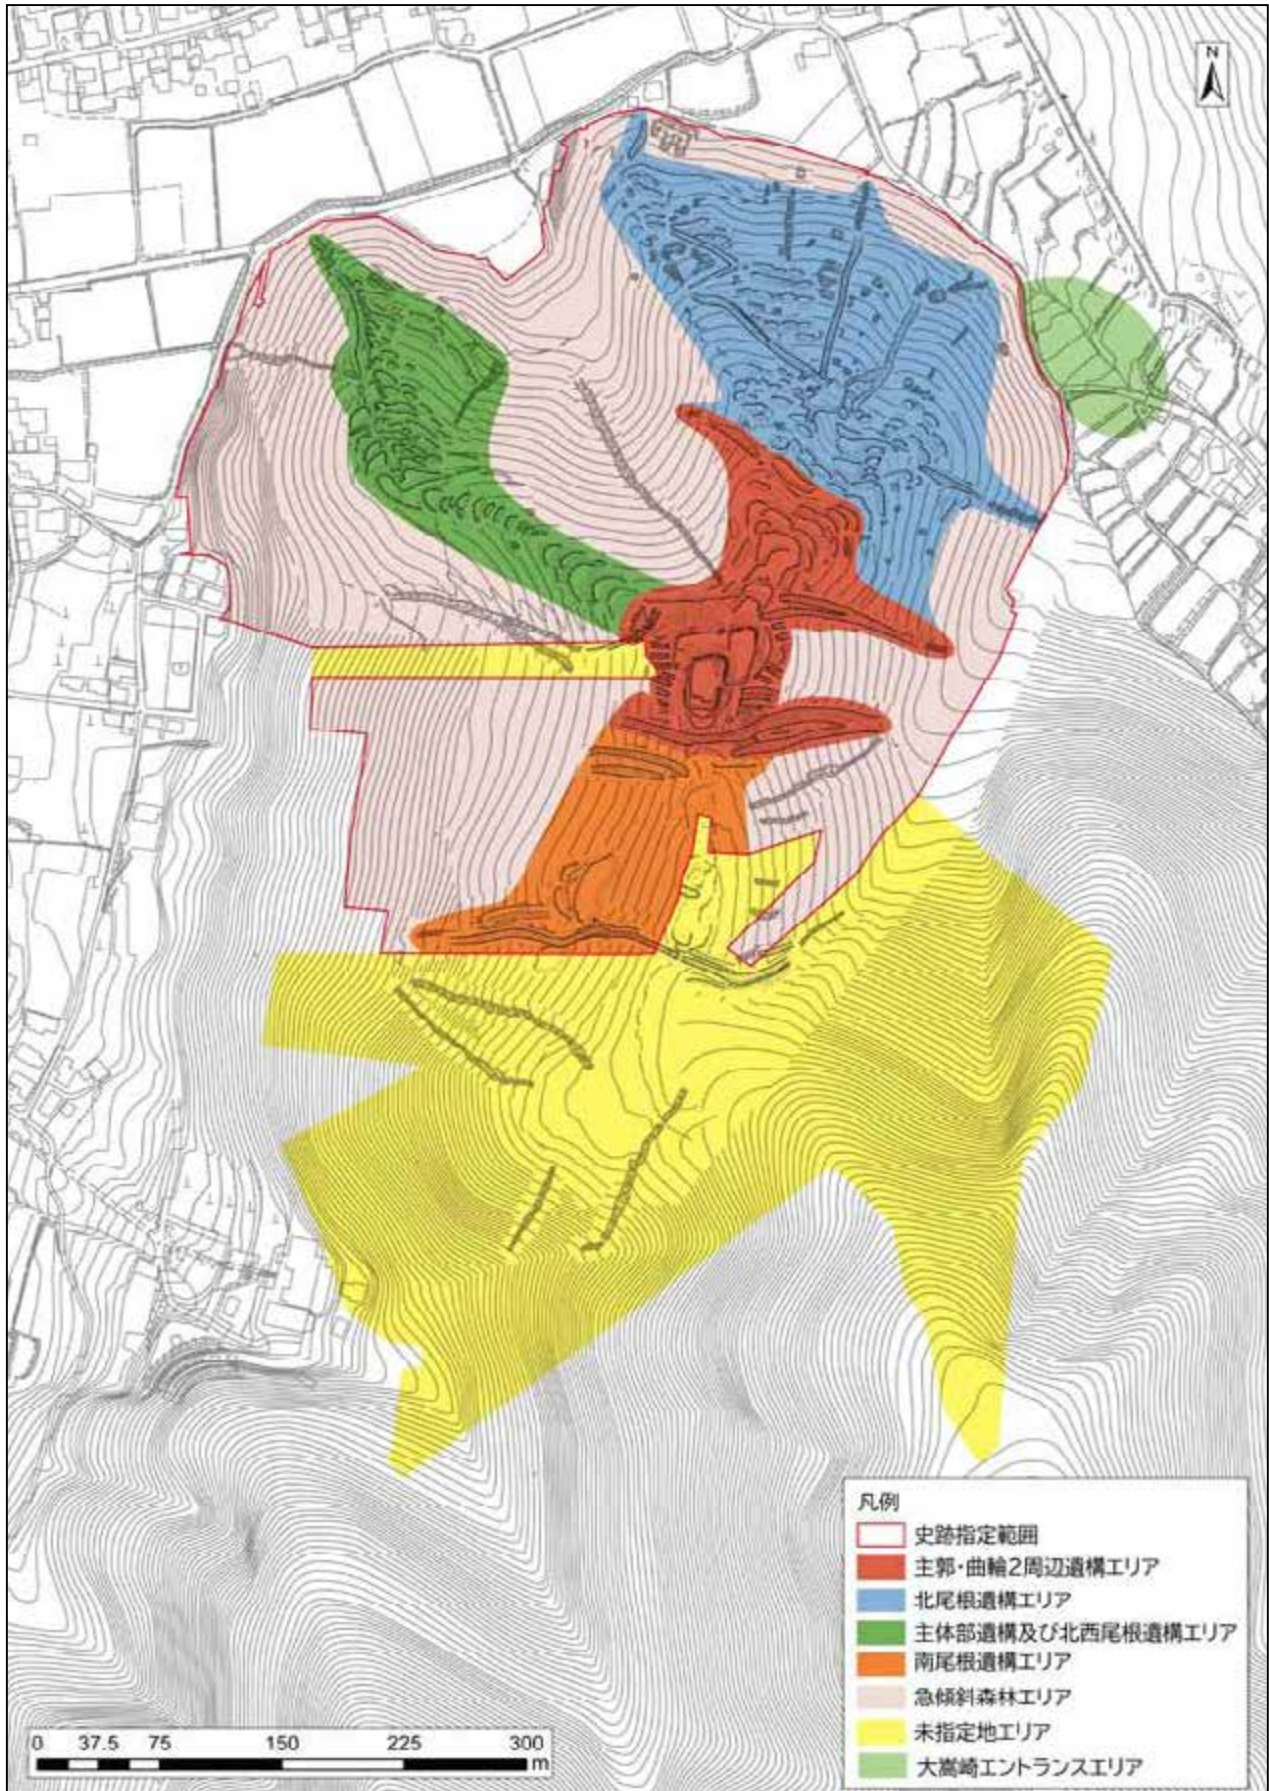 N
凡例
史跡指定範囲
主郭・曲輪2周辺遺構エリア
北尾根遺構エリア
主体部遺構及び北西尾根遺構エリア
南尾根遺構エリア
急傾斜森林エリア
未指定地エリア
大嵩崎エントランスエリア
0 37.5 75 150 225 300
m